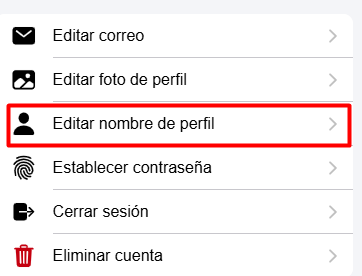 Editar correo
Editar foto de perfil
Editar nombre de perfil
Establecer contraseña
Cerrar sesión
Eliminar cuenta